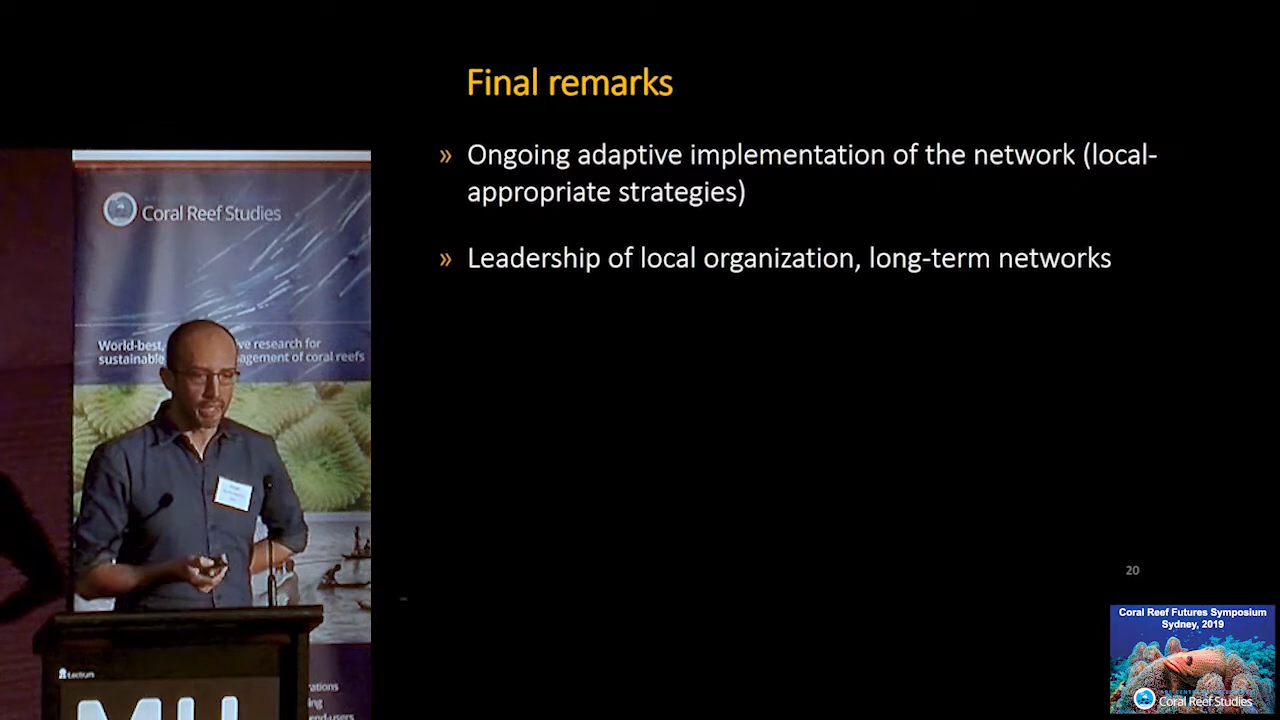 Final remarks
» Ongoing adaptive implementation of the network (local-
appropriate strategies)
» Leadership of local organization, long-term networks
Coral Reef Studies
World-best, ve research for
sustainable agement of coral reefs
20
Coral Reef Futures Symposium
Sydney, 2019
Coral Reef Studies
Lectrum